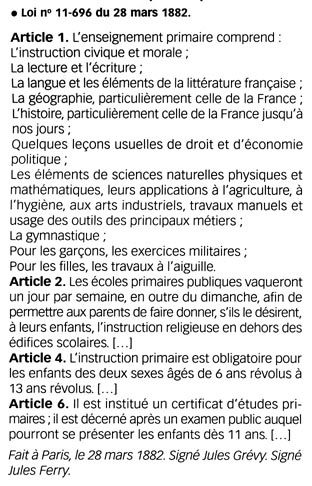 ● Loi nº 11-696 du 28 mars 1882.
Article 1. L'enseignement primaire comprend :
L'instruction civique et morale ;
La lecture et l'écriture ;
La langue et les éléments de la littérature française ;
La géographie, particulièrement celle de la France ;
L'histoire, particulièrement celle de la France jusqu'à
nos jours ;
Quelques leçons usuelles de droit et d'économie
politique ;
Les éléments de sciences naturelles physiques et
mathématiques, leurs applications à l'agriculture, à
l'hygiène, aux arts industriels, travaux manuels et
usage des outils des principaux métiers ;
La gymnastique ;
Pour les garçons, les exercices militaires ;
Pour les filles, les travaux à l'aiguille.
Article 2. Les écoles primaires publiques vaqueront
un jour par semaine, en outre du dimanche, afin de
permettre aux parents de faire donner, s'ils le désirent,
à leurs enfants, l'instruction religieuse en dehors des
édifices scolaires. […]
Article 4. L'instruction primaire est obligatoire pour
les enfants des deux sexes âgés de 6 ans révolus à
13 ans révolus. […]
Article 6. Il est institué un certificat d'études pri-
maires ; il est décerné après un examen public auquel
pourront se présenter les enfants dès 11 ans. […]
Fait à Paris, le 28 mars 1882. Signé Jules Grévy. Signé
Jules Ferry.